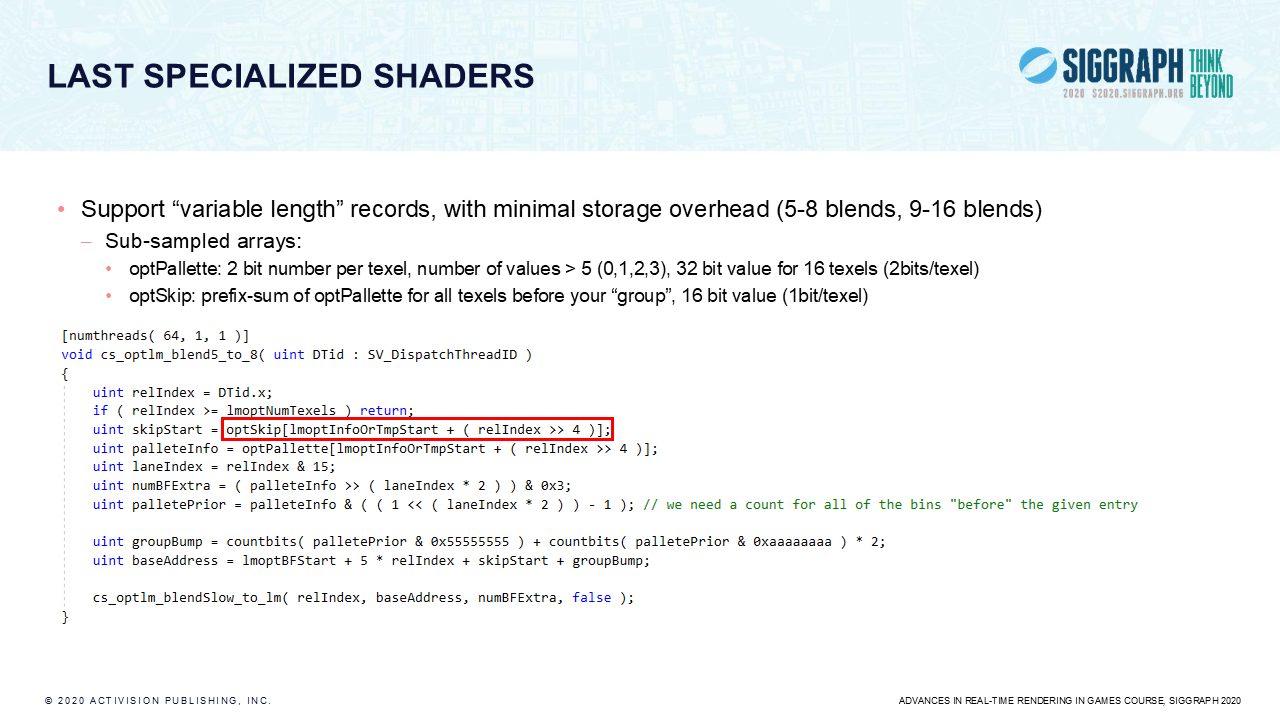 LAST SPECIALIZED SHADERS
SIGGRAPH THINK BEYOND
2020 S2020.SIGGRAPH.ORG
• Support “variable length” records, with minimal storage overhead (5-8 blends, 9-16 blends)
– Sub-sampled arrays:
• optPallette: 2 bit number per texel, number of values > 5 (0,1,2,3), 32 bit value for 16 texels (2bits/texel)
• optSkip: prefix-sum of optPallette for all texels before your “group”, 16 bit value (1bit/texel)
[numthreads( 64, 1, 1 )]
void cs_optlm_blend5_to_8( uint DTid : SV_DispatchThreadID )
{
uint relIndex = DTid.x;
if ( relIndex >= lmoptNumTexels ) return;
uint skipStart = optSkip[lmoptInfoOrTmpStart + ( relIndex >> 4 )];
uint palleteInfo = optPallette[lmoptInfoOrTmpStart + ( relIndex >> 4 )];
uint laneIndex = relIndex & 15;
uint numBFExtra = ( palleteInfo >> ( laneIndex * 2 ) ) & 0x3;
uint palletePrior = palleteInfo & ( ( 1 << ( laneIndex * 2 ) ) - 1 ); // we need a count for all of the bins "before" the given entry
uint groupBump = countbits( palletePrior & 0x55555555 ) + countbits( palletePrior & 0xaaaaaaaa ) * 2;
uint baseAddress = lmoptBFStart + 5 * relIndex + skipStart + groupBump;
cs_optlm_blendSlow_to_lm( relIndex, baseAddress, numBFExtra, false );
}
© 2020 ACTIVISION PUBLISHING, INC.
ADVANCES IN REAL-TIME RENDERING IN GAMES COURSE, SIGGRAPH 2020